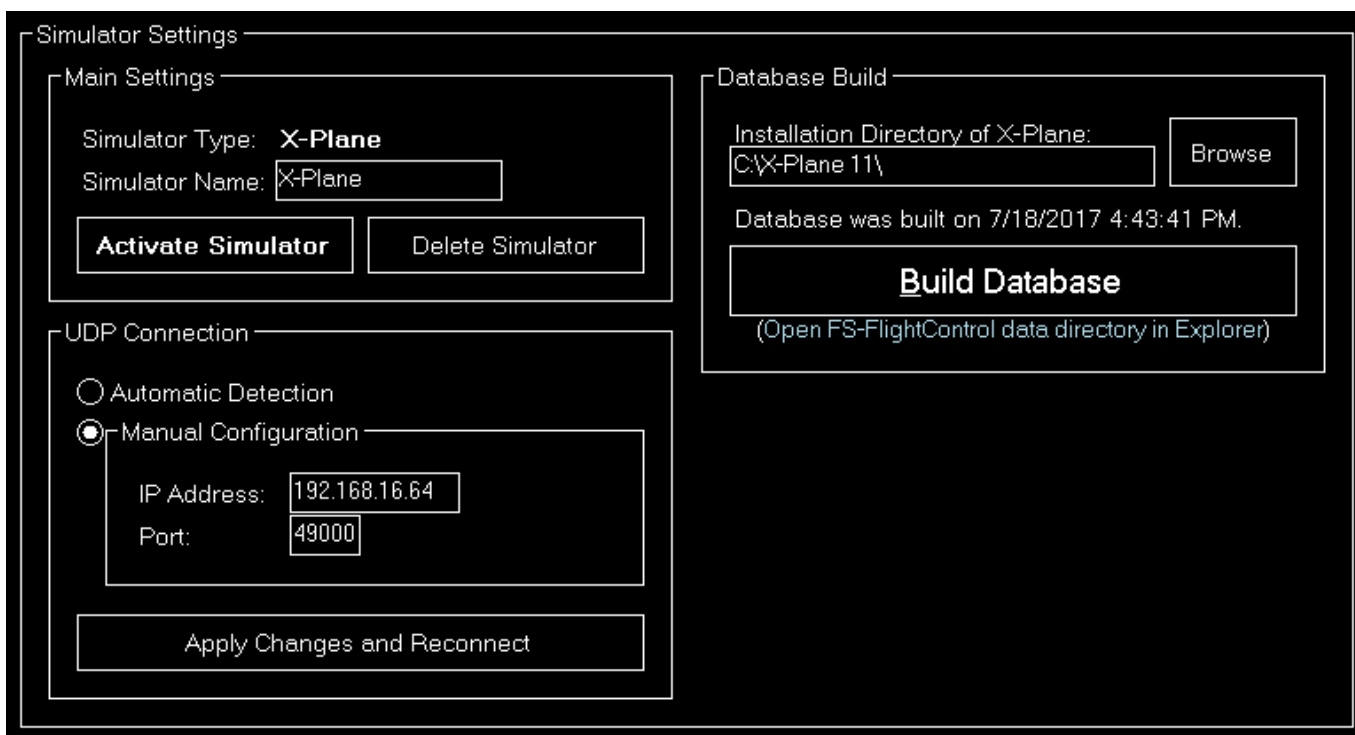 Simulator Settings
Main Settings
Simulator Type: X-Plane
Simulator Name: X-Plane
Activate Simulator
Delete Simulator
UDP Connection
Automatic Detection
Manual Configuration
IP Address: 192.168.16.64
Port: 49000
Apply Changes and Reconnect
Database Build
Installation Directory of X-Plane:
C:\X-Plane 11\
Browse
Database was built on 7/18/2017 4:43:41 PM.
Build Database
(Open FS-FlightControl data directory in Explorer)